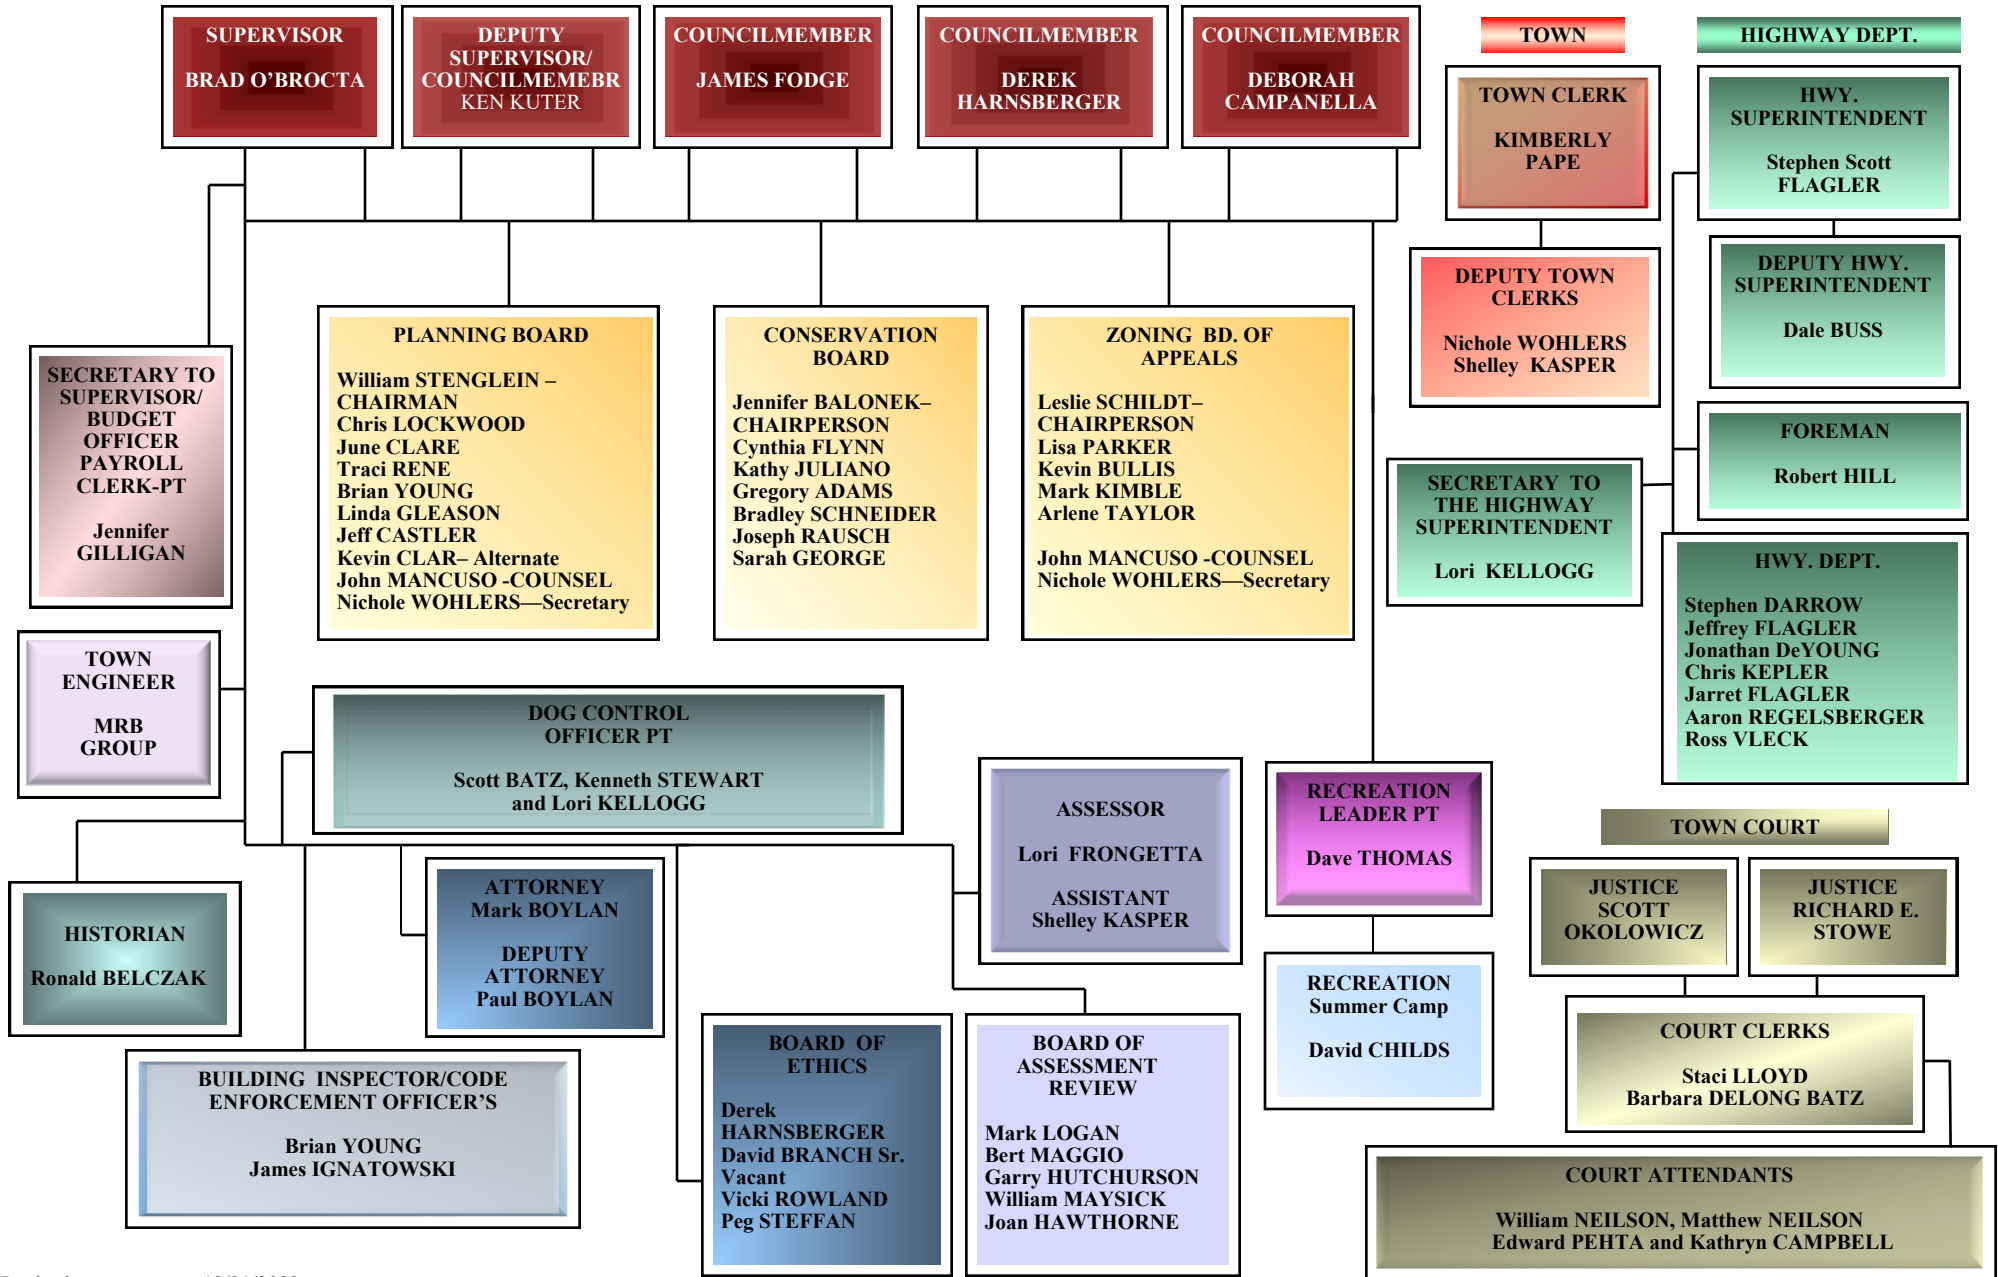 SUPERVISOR
BRAD O’BROCTA
DEPUTY
SUPERVISOR/
COUNCILMEMEBR
KEN KUTER
COUNCILMEMBER
JAMES FODGE
COUNCILMEMBER
DEREK
HARNSBERGER
COUNCILMEMBER
DEBORAH
CAMPANELLA
TOWN
HIGHWAY DEPT.
TOWN CLERK
KIMBERLY
PAPE
HWY.
SUPERINTENDENT
Stephen Scott
FLAGLER
DEPUTY TOWN
CLERKS
Nichole WOHLERS
Shelley KASPER
DEPUTY HWY.
SUPERINTENDENT
Dale BUSS
SECRETARY TO
SUPERVISOR/
BUDGET
OFFICER
PAYROLL
CLERK-PT
Jennifer
GILLIGAN
PLANNING BOARD
William STENGLEIN –
CHAIRMAN
Chris LOCKWOOD
June CLARE
Traci RENE
Brian YOUNG
Linda GLEASON
Jeff CASTLER
Kevin CLAR– Alternate
John MANCUSO -COUNSEL
Nichole WOHLERS—Secretary
CONSERVATION
BOARD
Jennifer BALONEK–
CHAIRPERSON
Cynthia FLYNN
Kathy JULIANO
Gregory ADAMS
Bradley SCHNEIDER
Joseph RAUSCH
Sarah GEORGE
ZONING BD. OF
APPEALS
Leslie SCHILDT–
CHAIRPERSON
Lisa PARKER
Kevin BULLIS
Mark KIMBLE
Arlene TAYLOR
John MANCUSO -COUNSEL
Nichole WOHLERS—Secretary
FOREMAN
Robert HILL
SECRETARY TO
THE HIGHWAY
SUPERINTENDENT
Lori KELLOGG
HWY. DEPT.
Stephen DARROW
Jeffrey FLAGLER
Jonathan DeYOUNG
Chris KEPLER
Jarret FLAGLER
Aaron REGELSBERGER
Ross VLECK
TOWN
ENGINEER
MRB
GROUP
DOG CONTROL
OFFICER PT
Scott BATZ, Kenneth STEWART
and Lori KELLOGG
ASSESSOR
Lori FRONGETTA
ASSISTANT
Shelley KASPER
RECREATION
LEADER PT
Dave THOMAS
TOWN COURT
JUSTICE
SCOTT
OKOLOWICZ
JUSTICE
RICHARD E.
STOWE
HISTORIAN
Ronald BELCZAK
ATTORNEY
Mark BOYLAN
DEPUTY
ATTORNEY
Paul BOYLAN
RECREATION
Summer Camp
David CHILDS
COURT CLERKS
Staci LLOYD
Barbara DELONG BATZ
BUILDING INSPECTOR/CODE
ENFORCEMENT OFFICER’S
Brian YOUNG
James IGNATOWSKI
BOARD OF
ETHICS
Derek
HARNSBERGER
David BRANCH Sr.
Vacant
Vicki ROWLAND
Peg STEFFAN
BOARD OF
ASSESSMENT
REVIEW
Mark LOGAN
Bert MAGGIO
Garry HUTCHURSON
William MAYSICK
Joan HAWTHORNE
COURT ATTENDANTS
William NEILSON, Matthew NEILSON
Edward PEHTA and Kathryn CAMPBELL